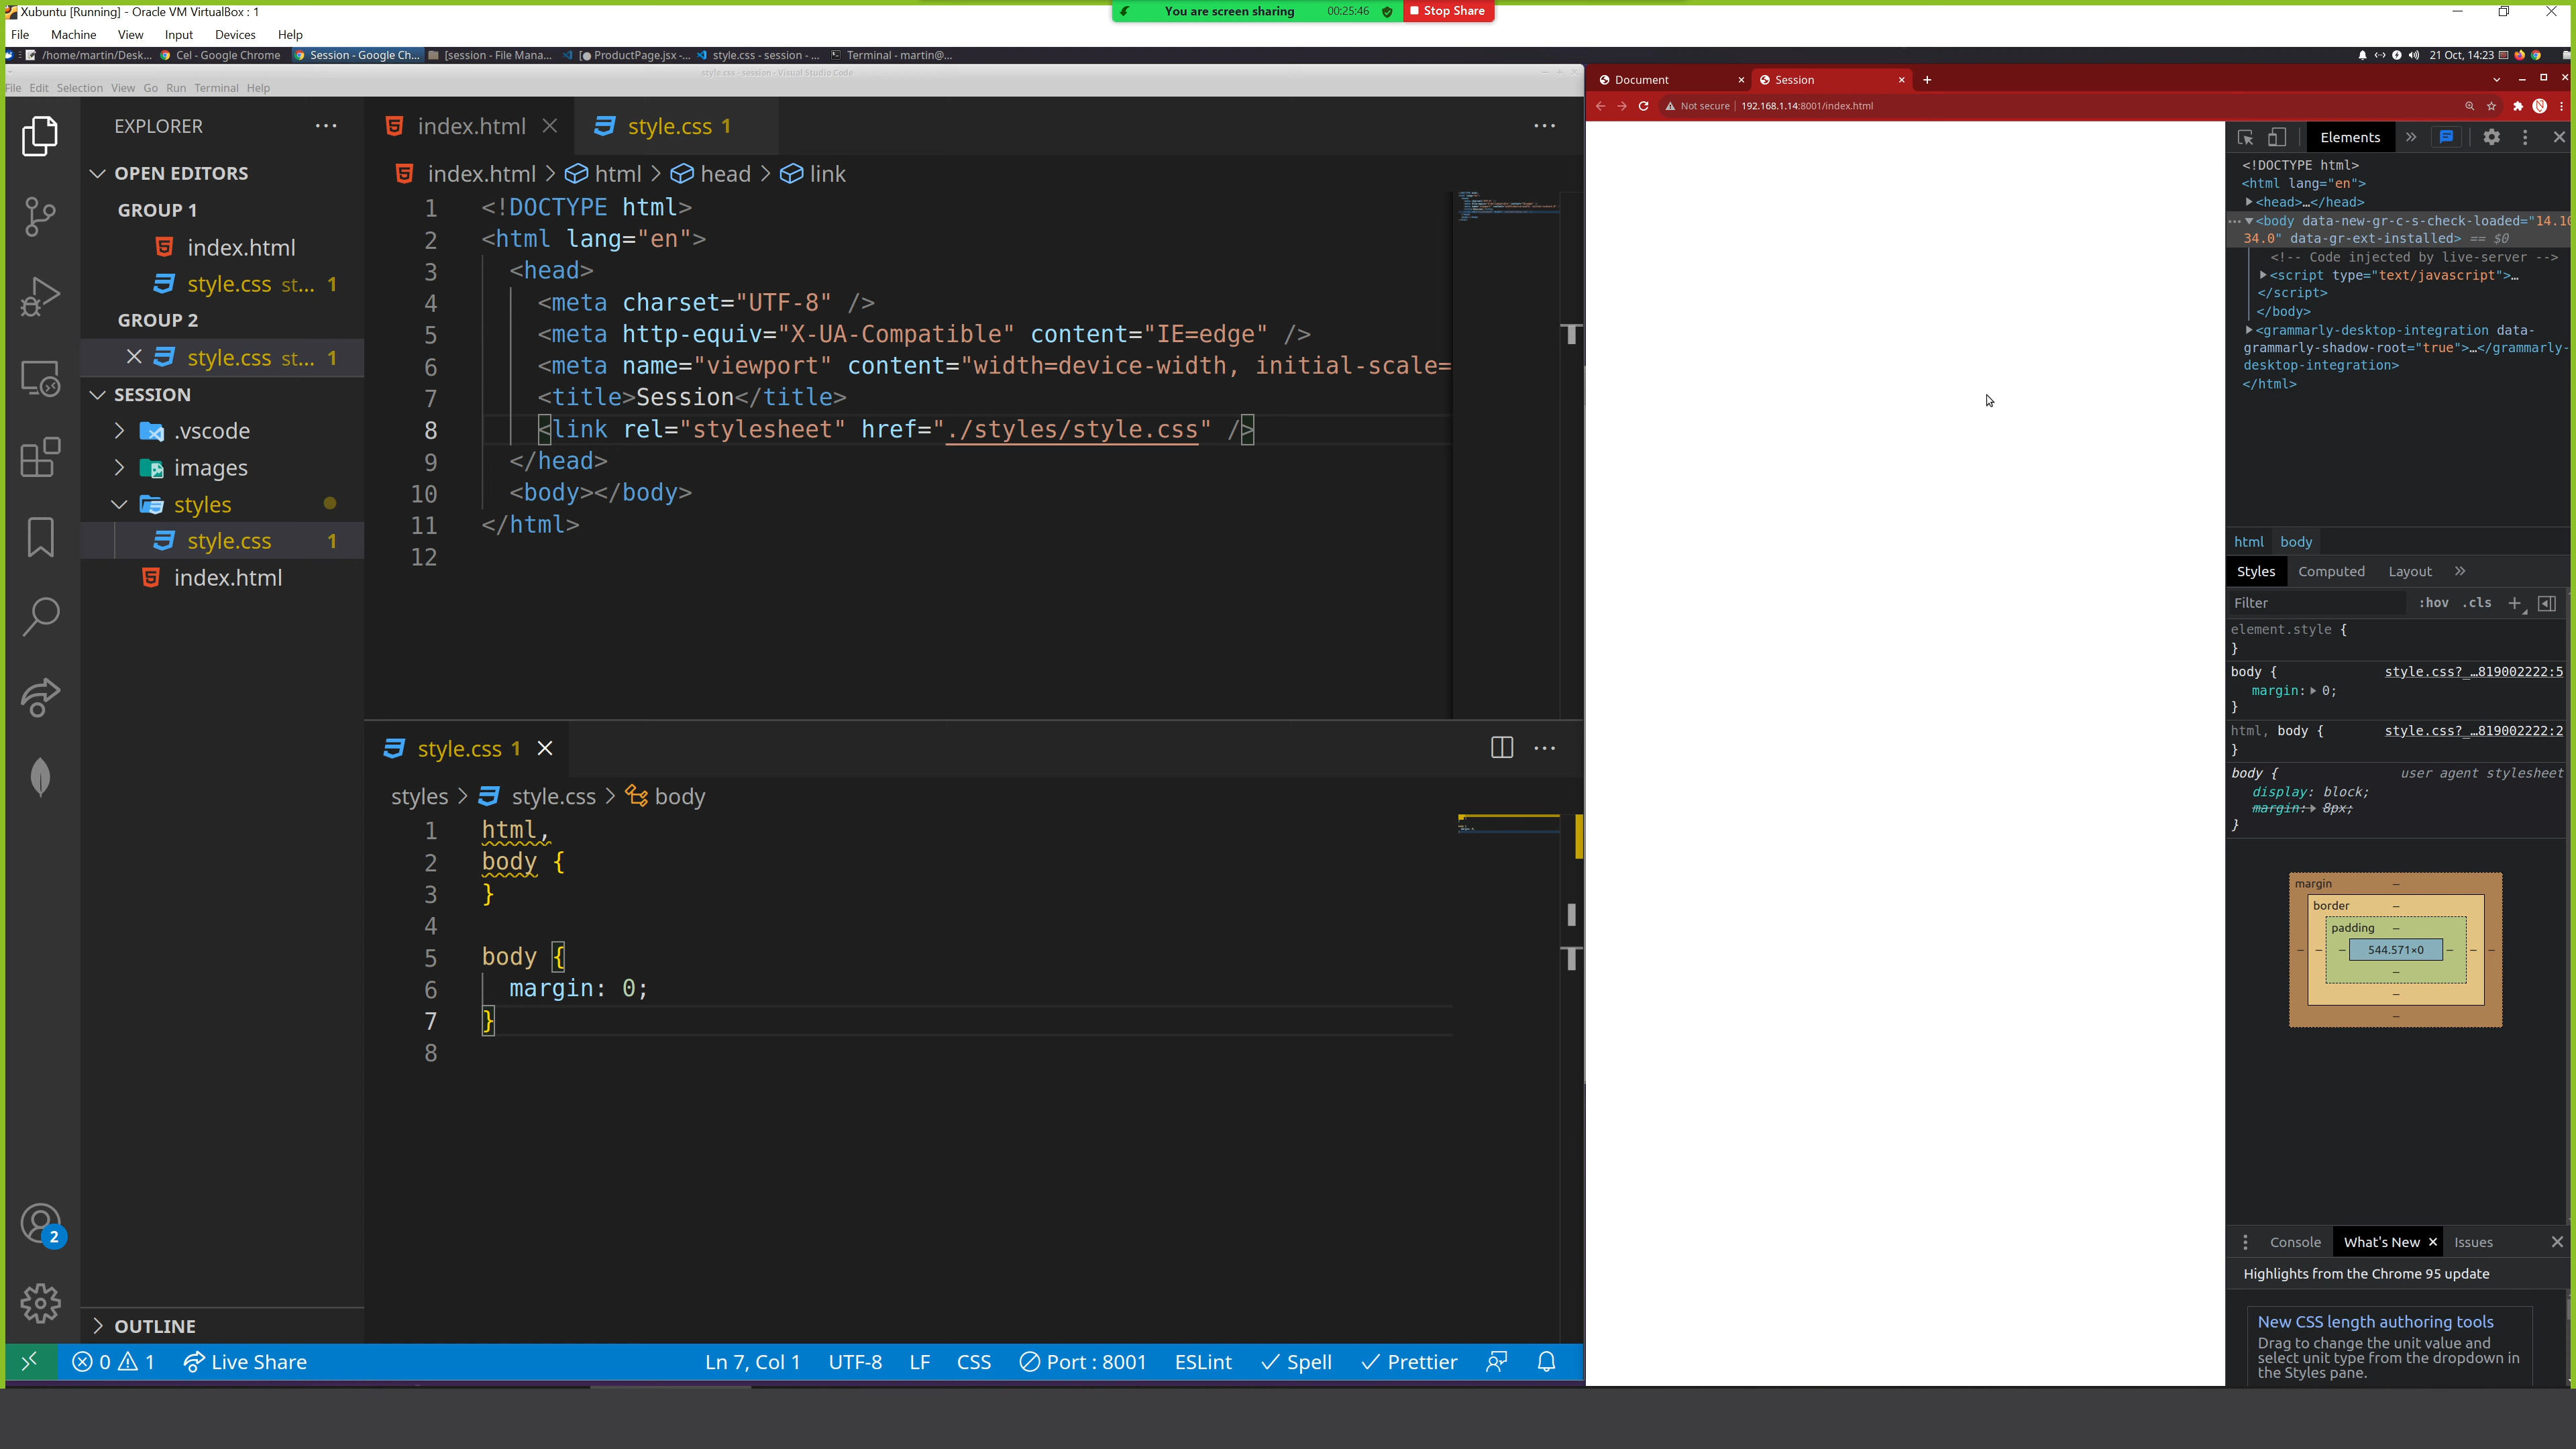 Xubuntu [Running] - Oracle VM VirtualBox : 1
You are screen sharing 00:25:46 Stop Share
File Machine View Input Devices Help
/home/martin/Desk... Cel - Google Chrome Session - Google Ch... [session - File Mana... [● ProductPage.jsx -... style.css - session - ... Terminal - martin@... 21 Oct, 14:23
style.css - session - Visual Studio Code
File Edit Selection View Go Run Terminal Help
EXPLORER
OPEN EDITORS
GROUP 1
index.html
style.css st... 1
GROUP 2
style.css st... 1
SESSION
.vscode
images
styles
style.css 1
index.html
OUTLINE
2
index.html style.css 1
index.html > html > head > link
1 <!DOCTYPE html>
2 <html lang="en">
3 <head>
4 <meta charset="UTF-8" />
5 <meta http-equiv="X-UA-Compatible" content="IE=edge" />
6 <meta name="viewport" content="width=device-width, initial-scale=
7 <title>Session</title>
8 <link rel="stylesheet" href="./styles/style.css" />
9 </head>
10 <body></body>
11 </html>
12
style.css 1
styles > style.css > body
1 html,
2 body {
3 }
4
5 body {
6 margin: 0;
7 }
8
0 1 Live Share Ln 7, Col 1 UTF-8 LF CSS Port : 8001 ESLint Spell Prettier
Document Session
Not secure 192.168.1.14:8001/index.html
Elements
<!DOCTYPE html>
<html lang="en">
<head>…</head>
<body data-new-gr-c-s-check-loaded="14.10
34.0" data-gr-ext-installed> == $0
<!-- Code injected by live-server -->
<script type="text/javascript">…
</script>
</body>
<grammarly-desktop-integration data-
grammarly-shadow-root="true">…</grammarly-
desktop-integration>
</html>
html body
Styles Computed Layout
Filter :hov .cls
element.style {
}
body { style.css?_…819002222:5
margin: 0;
}
html, body { style.css?_…819002222:2
}
body { user agent stylesheet
display: block;
margin: 8px;
}
margin –
border –
padding –
– – – 544.571×0 – – –
–
–
–
Console What's New Issues
Highlights from the Chrome 95 update
New CSS length authoring tools
Drag to change the unit value and
select unit type from the dropdown in
the Styles pane.